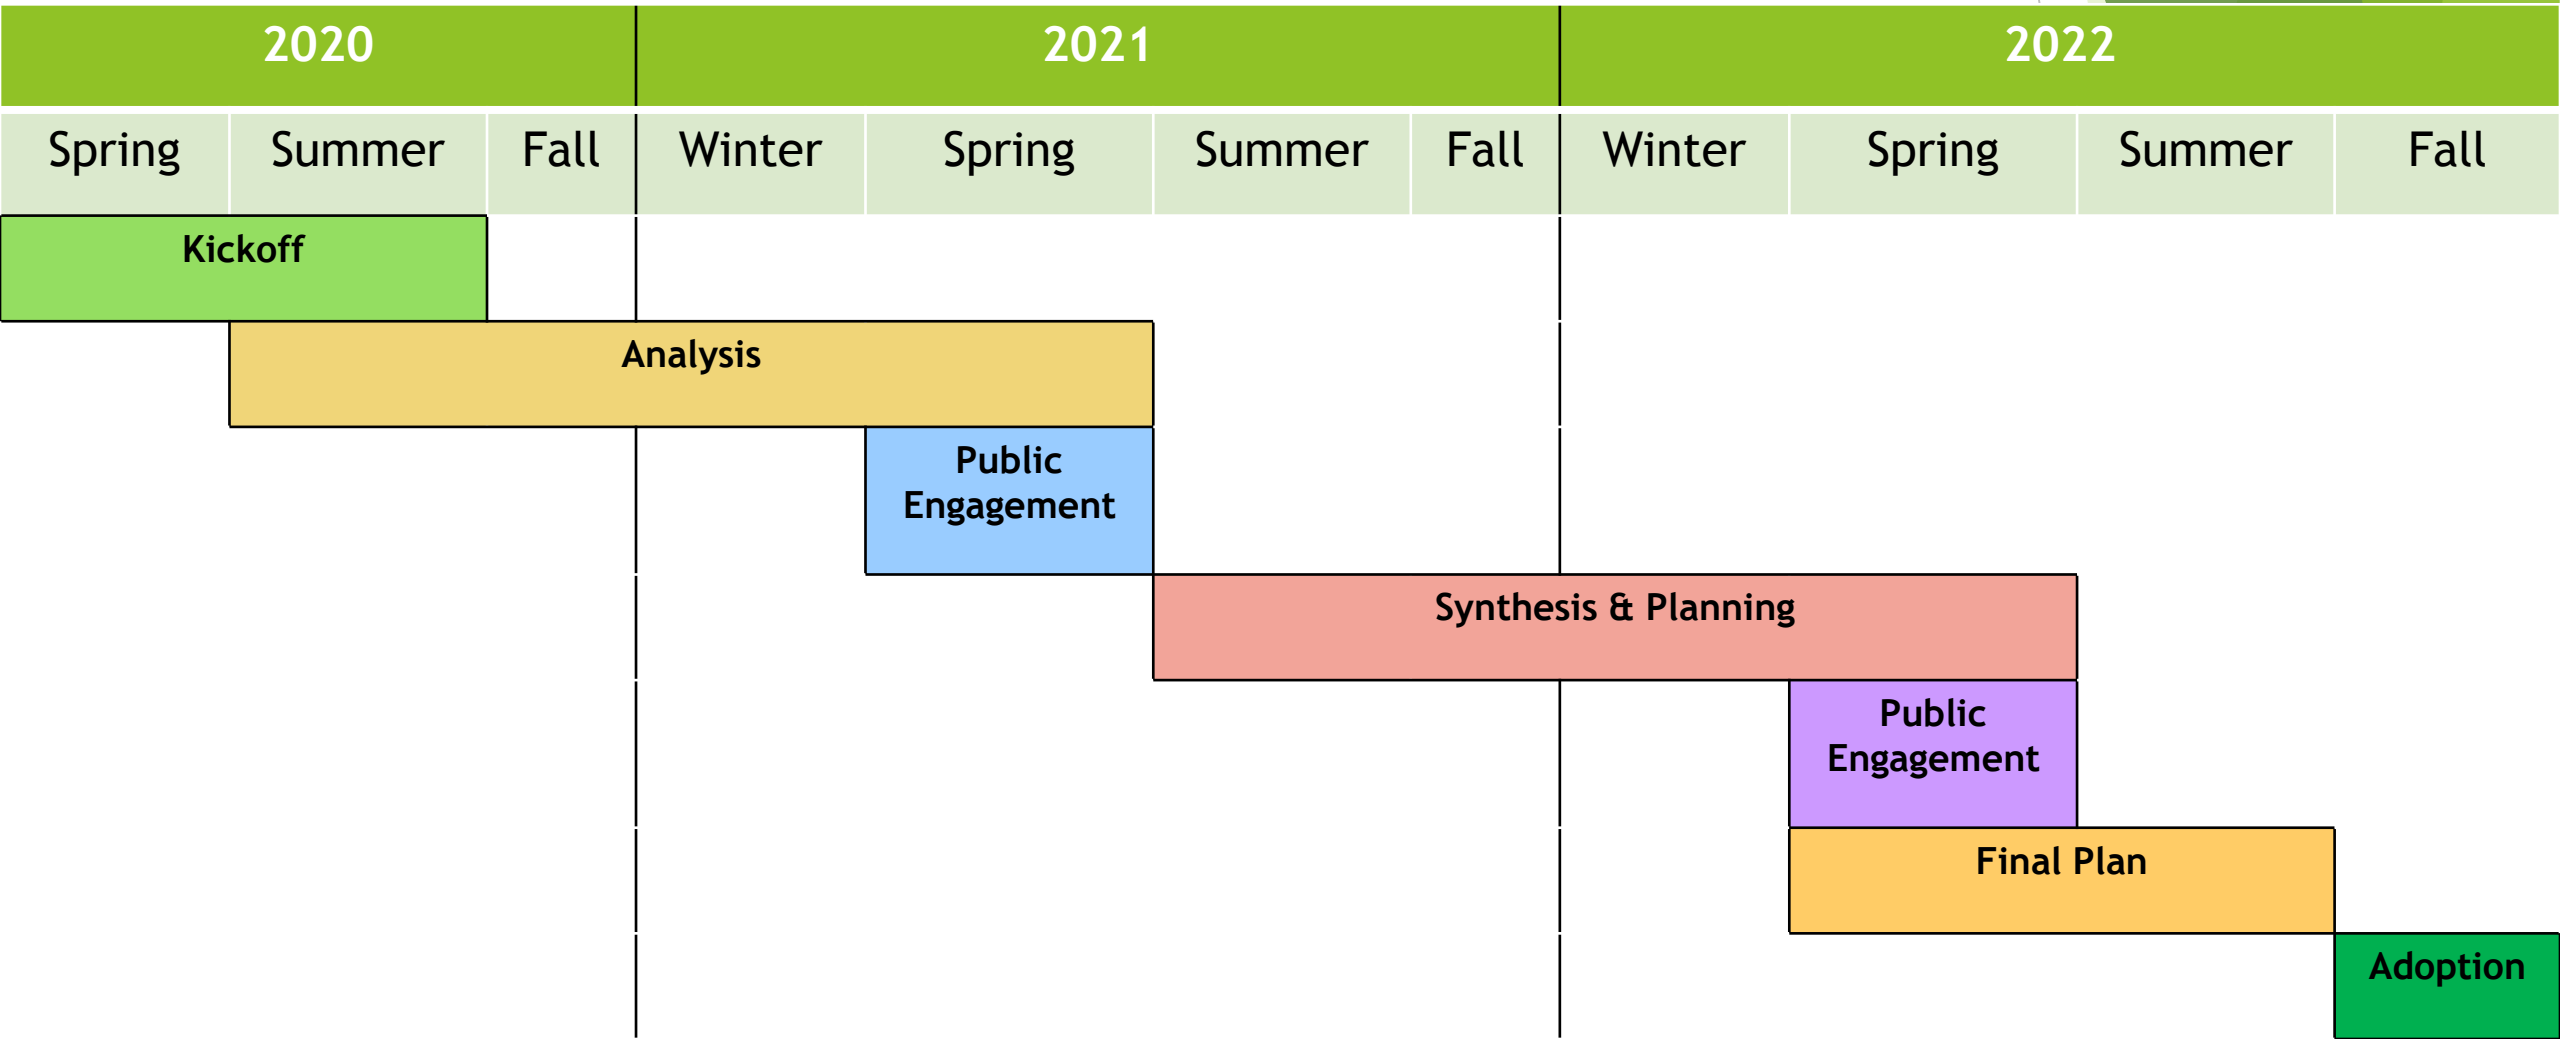 2020 2021 2022
Spring Summer Fall Winter Spring Summer Fall Winter Spring Summer Fall
Kickoff
Analysis
Public
Engagement
Synthesis & Planning
Public
Engagement
Final Plan
Adoption